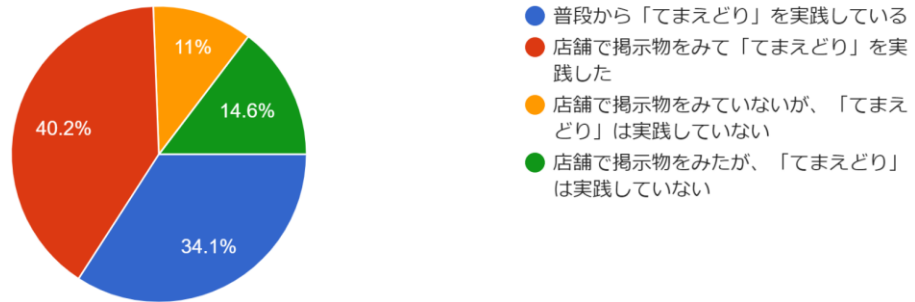 11%
14.6%
40.2%
34.1%
普段から「てまえどり」を実践している
店舗で掲示物をみて「てまえどり」を実
践した
店舗で掲示物をみていないが、「てまえ
どり」は実践していない
店舗で掲示物をみたが、「てまえどり」
は実践していない